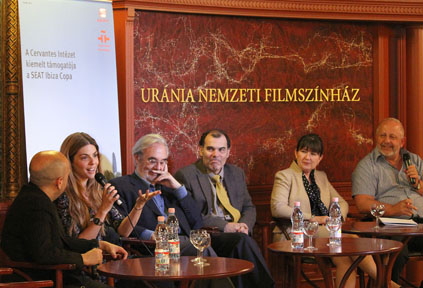 A Cervantes Intézet
kiemelt támogatója
a SEAT Ibiza Copa
URÁNIA NEMZETI FILMSZÍNHÁZ